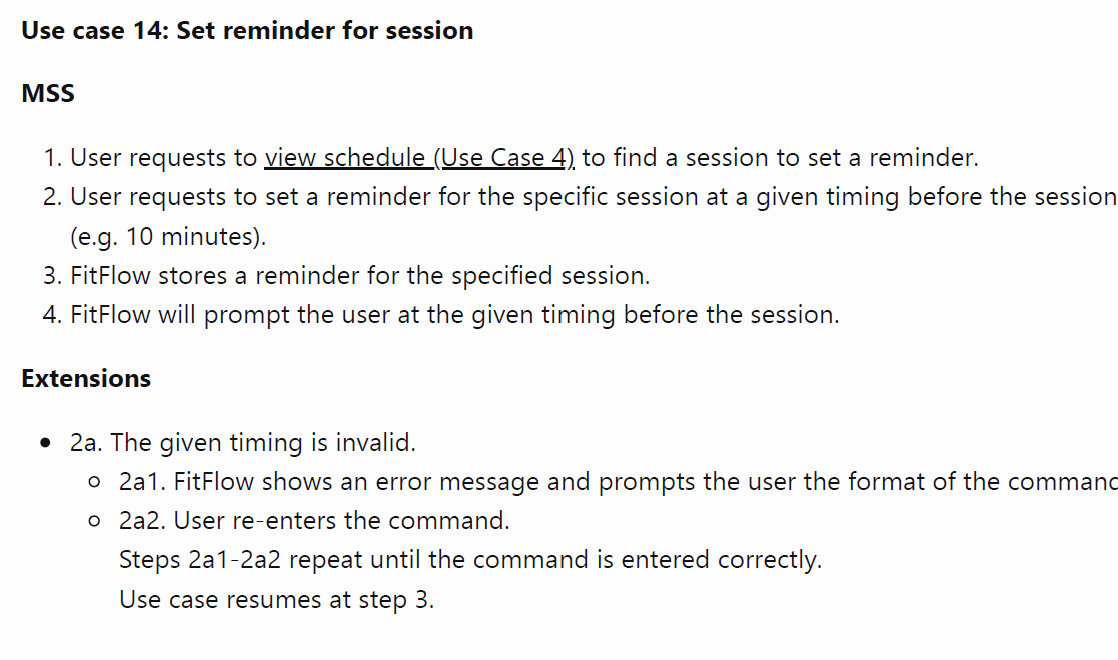 Use case 14: Set reminder for session
MSS
1. User requests to view schedule (Use Case 4) to find a session to set a reminder.
2. User requests to set a reminder for the specific session at a given timing before the session
(e.g. 10 minutes).
3. FitFlow stores a reminder for the specified session.
4. FitFlow will prompt the user at the given timing before the session.
Extensions
• 2a. The given timing is invalid.
○ 2a1. FitFlow shows an error message and prompts the user the format of the command
○ 2a2. User re-enters the command.
Steps 2a1-2a2 repeat until the command is entered correctly.
Use case resumes at step 3.